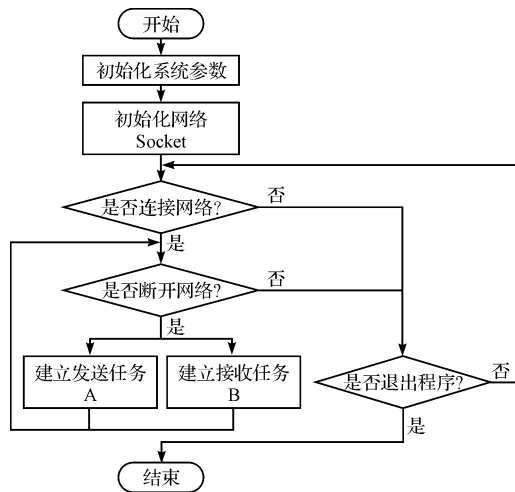 开始
初始化系统参数
初始化网络
Socket
是否连接网络?
否
是
是否断开网络?
否
是
建立发送任务
A
建立接收任务
B
是否退出程序?
否
是
结束